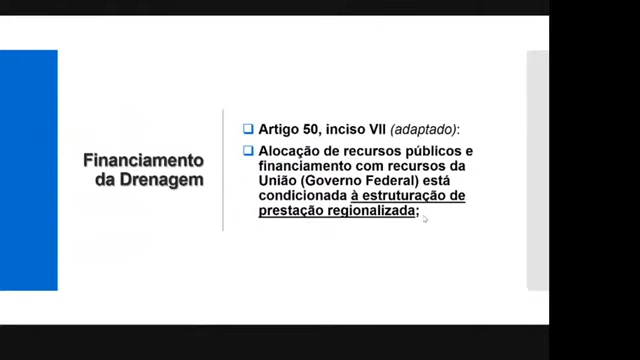 Financiamento
da Drenagem
Artigo 50, inciso VII (adaptado):
Alocação de recursos públicos e
financiamento com recursos da
União (Governo Federal) está
condicionada à estruturação de
prestação regionalizada;